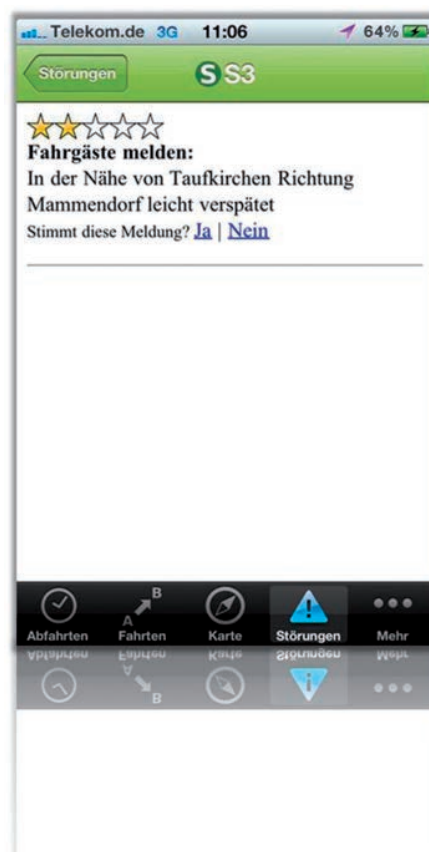 Telekom.de 3G 11:06 64%
Störungen S S3
Fahrgäste melden:
In der Nähe von Taufkirchen Richtung
Mammendorf leicht verspätet
Stimmt diese Meldung? Ja | Nein
B
A
Abfahrten Fahrten Karte Störungen Mehr